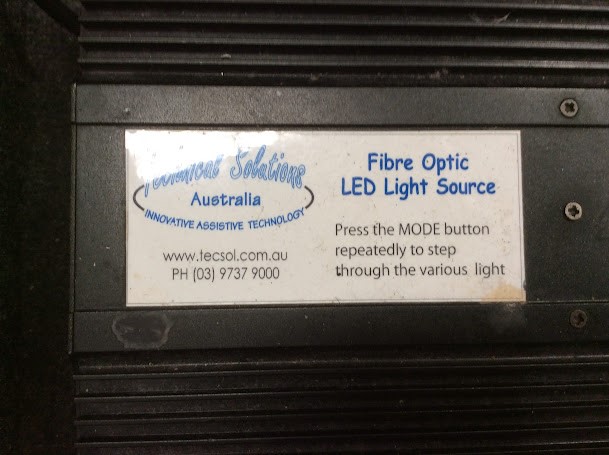 Technical Solutions
Australia
INNOVATIVE ASSISTIVE TECHNOLOGY
www.tecsol.com.au
PH (03) 9737 9000
Fibre Optic
LED Light Source
Press the MODE button
repeatedly to step
through the various light